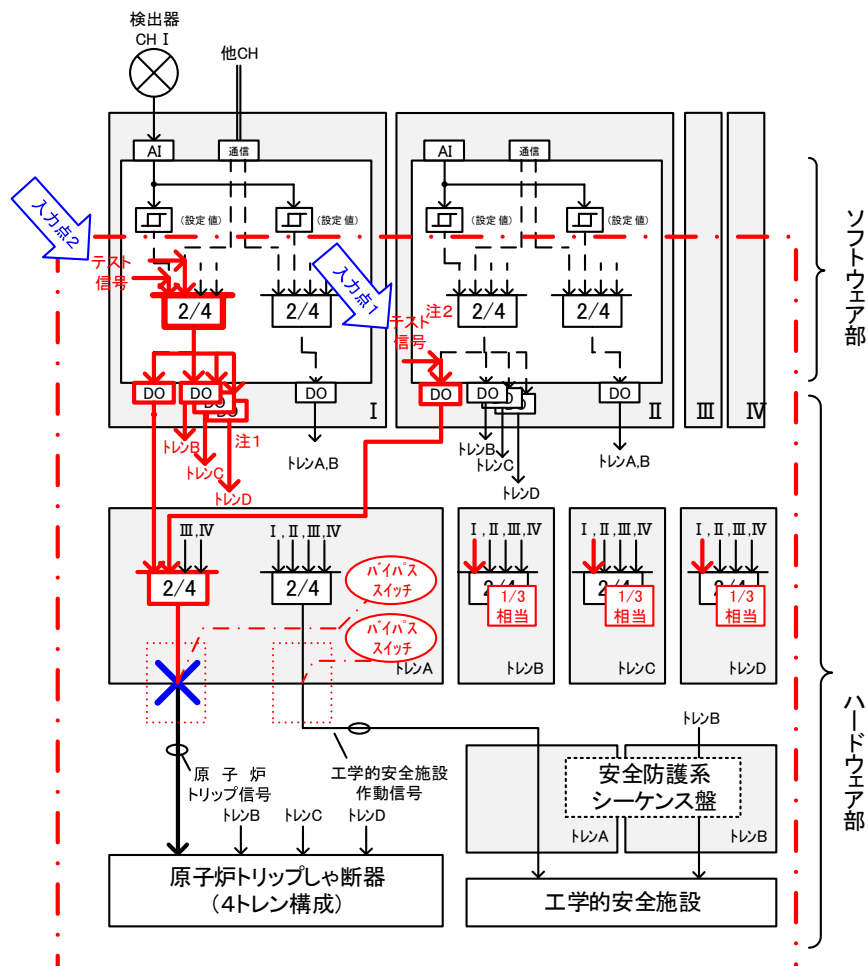 検出器
CH I
他CH
AI
通信
AI
通信
(設定値)
(設定値)
(設定値)
(設定値)
入力点2
テスト
信号
入力点1
テスト
信号
注2
2/4
2/4
2/4
2/4
DO
DO
DO
DO
DO
DO
DO
DO
DO
DO
Ⅰ
Ⅱ
Ⅲ
Ⅳ
トレンB
トレンC
トレンD
注1
トレンA,B
トレンB
トレンC
トレンD
トレンA,B
ソフトウェア部
Ⅲ,Ⅳ
Ⅰ,Ⅱ,Ⅲ,Ⅳ
Ⅰ,Ⅱ,Ⅲ,Ⅳ
Ⅰ,Ⅱ,Ⅲ,Ⅳ
Ⅰ,Ⅱ,Ⅲ,Ⅳ
2/4
2/4
2/4
2/4
2/4
バイパス
スイッチ
バイパス
スイッチ
1/3
相当
1/3
相当
1/3
相当
トレンA
トレンB
トレンC
トレンD
ハードウェア部
原子炉
トリップ信号
工学的安全施設
作動信号
トレンB
トレンB
トレンC
トレンD
安全防護系
シーケンス盤
トレンA
トレンB
原子炉トリップしゃ断器
(4トレン構成)
工学的安全施設